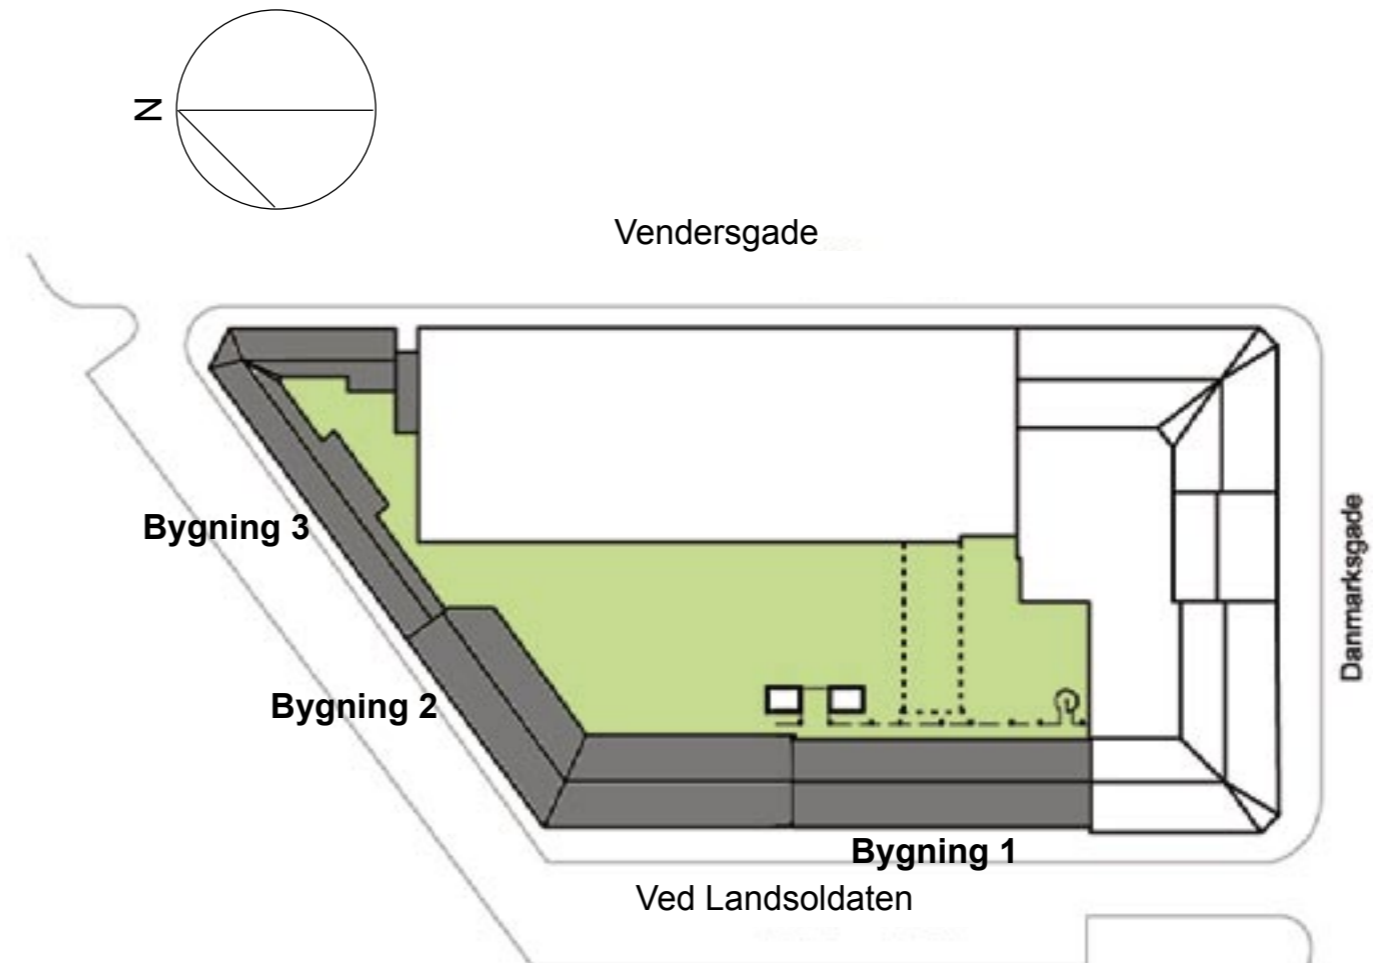 N
Vendersgade
Bygning 3
Danmarksgade
Bygning 2
Bygning 1
Ved Landsoldaten